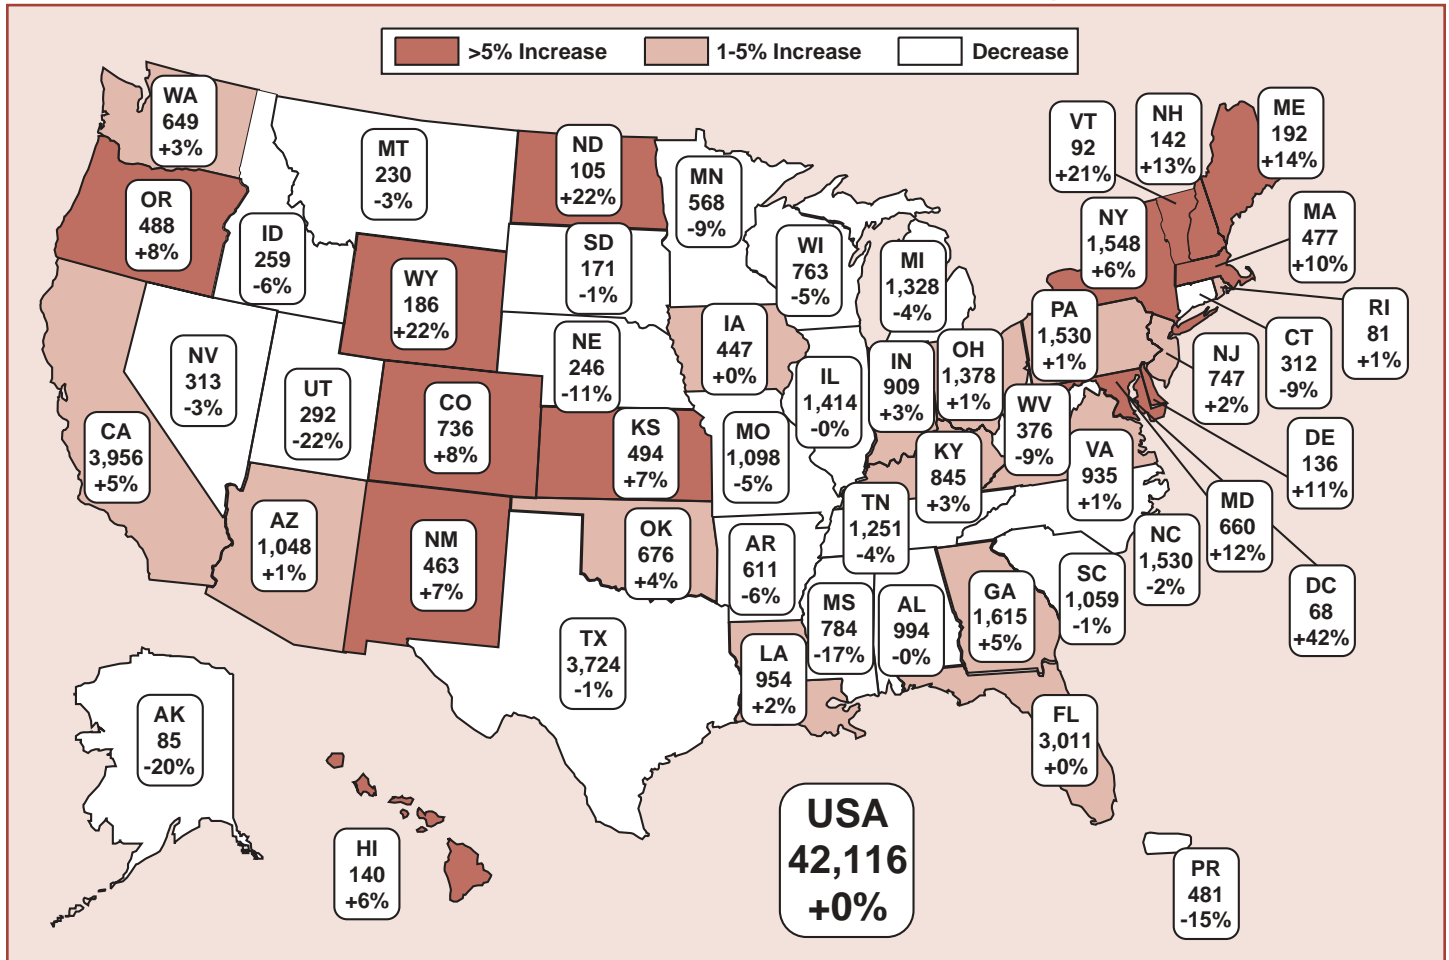 >5% Increase
1-5% Increase
Decrease
WA
649
+3%
OR
488
+8%
ID
259
-6%
MT
230
-3%
ND
105
+22%
MN
568
-9%
SD
171
-1%
WY
186
+22%
WI
763
-5%
MI
1,328
-4%
VT
92
+21%
NH
142
+13%
ME
192
+14%
NY
1,548
+6%
MA
477
+10%
RI
81
+1%
CT
312
-9%
NJ
747
+2%
PA
1,530
+1%
NV
313
-3%
UT
292
-22%
CO
736
+8%
NE
246
-11%
IA
447
+0%
IL
1,414
-0%
IN
909
+3%
OH
1,378
+1%
WV
376
-9%
CA
3,956
+5%
KS
494
+7%
MO
1,098
-5%
KY
845
+3%
VA
935
+1%
DE
136
+11%
MD
660
+12%
DC
68
+42%
AZ
1,048
+1%
NM
463
+7%
OK
676
+4%
AR
611
-6%
TN
1,251
-4%
NC
1,530
-2%
SC
1,059
-1%
TX
3,724
-1%
LA
954
+2%
MS
784
-17%
AL
994
-0%
GA
1,615
+5%
FL
3,011
+0%
AK
85
-20%
HI
140
+6%
USA
42,116
+0%
PR
481
-15%